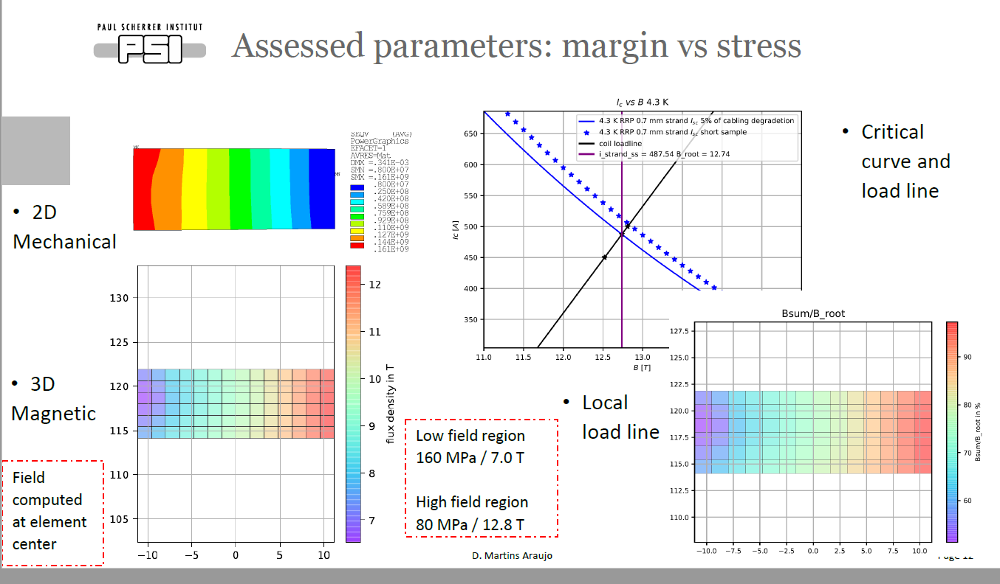 PAUL SCHERRER INSTITUT
PSI
Assessed parameters: margin vs stress
SEQV (AVG)
PowerGraphics
EFACET=1
AVRES=Mat
DMX =.341E-03
SMN =.800E+07
SMX =.161E+09
.800E+07
.250E+08
.420E+08
.589E+08
.759E+08
.929E+08
.110E+09
.127E+09
.144E+09
.161E+09
• 2D
Mechanical
Ic vs B 4.3 K
4.3 K RRP 0.7 mm strand Isc 5% of cabling degradetion
4.3 K RRP 0.7 mm strand Isc short sample
coil loadline
i_strand_ss = 487.54 B_root = 12.74
650
600
550
500
450
400
350
Ic [A]
11.0 11.5 12.0 12.5 13.0
B [T]
• Critical
curve and
load line
• 3D
Magnetic
130
125
120
115
110
105
−10 −5 0 5 10
12
11
10
9
8
7
flux density in T
Field
computed
at element
center
Low field region
160 MPa / 7.0 T
High field region
80 MPa / 12.8 T
• Local
load line
Bsum/B_root
127.5
125.0
122.5
120.0
117.5
115.0
112.5
110.0
−10.0 −7.5 −5.0 −2.5 0.0 2.5 5.0 7.5 10.0
90
80
70
60
Bsum/B_root in %
D. Martins Araujo
Page 12